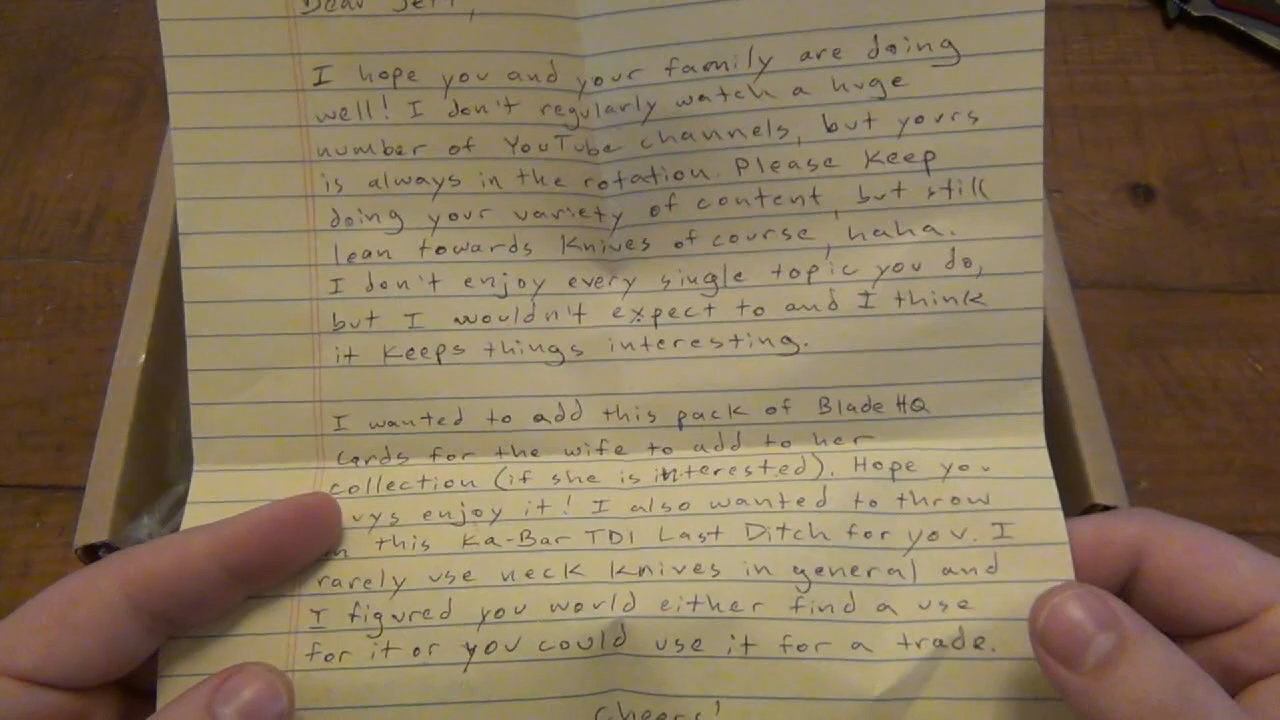 Dear Jeff,
I hope you and your family are doing
well! I don't regularly watch a huge
number of YouTube channels, but yours
is always in the rotation. Please keep
doing your variety of content, but still
lean towards knives of course, haha.
I don't enjoy every single topic you do,
but I wouldn't expect to and I think
it keeps things interesting.
I wanted to add this pack of Blade HQ
cards for the wife to add to her
collection (if she is interested). Hope you
uys enjoy it! I also wanted to throw
in this Ka-Bar TDI Last Ditch for you. I
rarely use neck knives in general and
I figured you would either find a use
for it or you could use it for a trade.
Cheers!